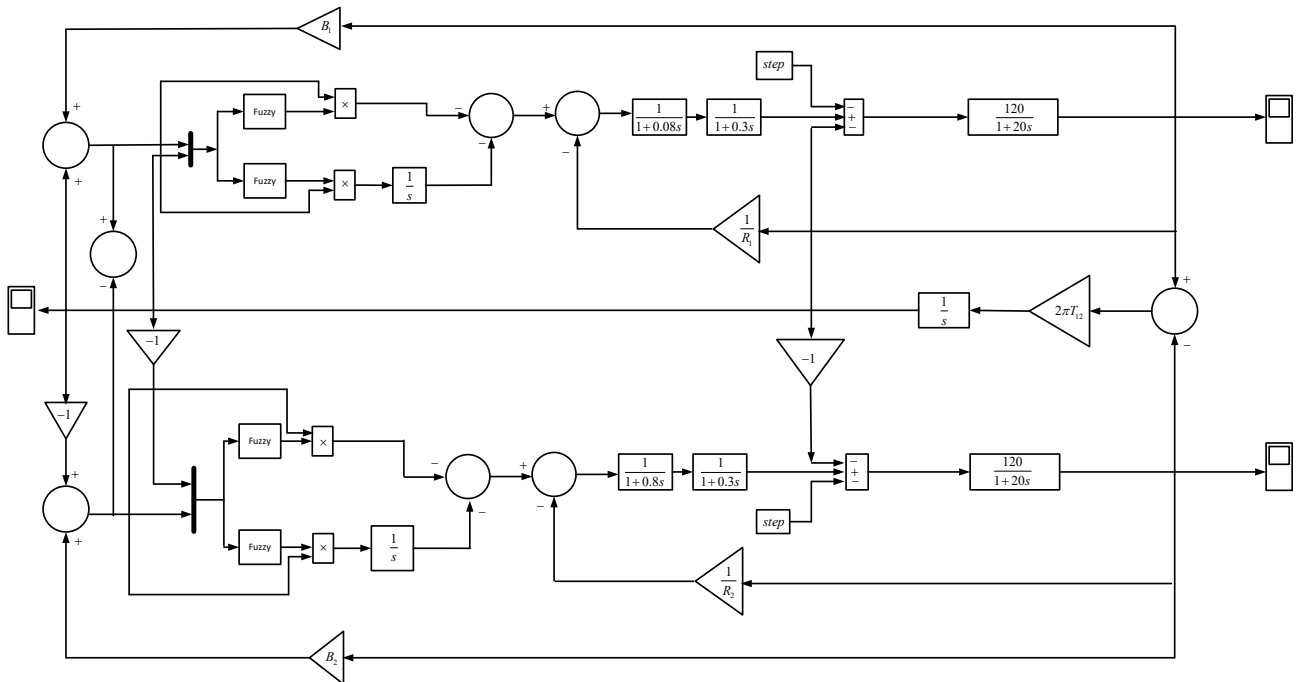 B₁
step
+
Fuzzy
×
−
+
1/(1+0.08s)
1/(1+0.3s)
−
+
−
120/(1+20s)
+
−
−
Fuzzy
×
1/s
+
−
1/R₁
+
−
−1
1/s
2πT₁₂
−1
−
−1
Fuzzy
×
−
+
1/(1+0.8s)
1/(1+0.3s)
−
+
−
120/(1+20s)
+
−
−
step
+
Fuzzy
×
1/s
1/R₂
B₂